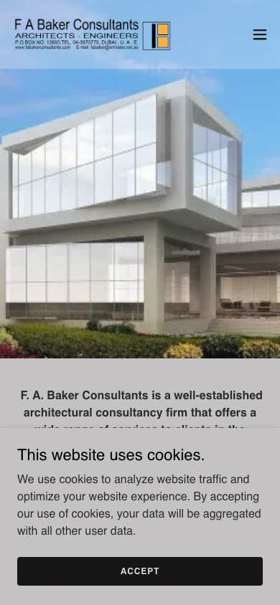 F A Baker Consultants
ARCHITECTS - ENGINEERS
F. A. Baker Consultants is a well-established
architectural consultancy firm that offers a
This website uses cookies.
We use cookies to analyze website traffic and
optimize your website experience. By accepting
our use of cookies, your data will be aggregated
with all other user data.
ACCEPT